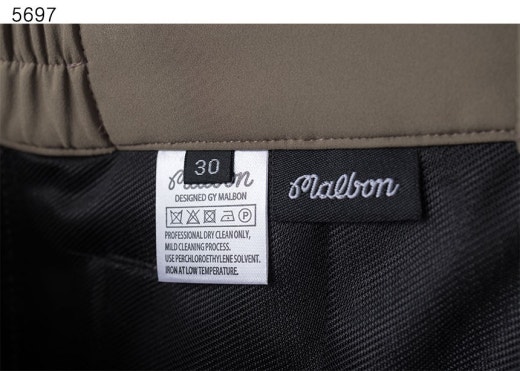 5697
30
Malbon
DESIGNED GY MALBON
P
PROFESSIONAL DRY CLEAN ONLY,
MILD CLEANING PROCESS.
USE PERCHLOROETHYLENE SOLVENT.
IRON AT LOW TEMPERATURE.
Malbon